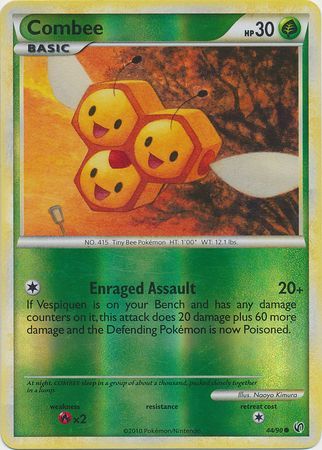 Combee
HP 30
BASIC
NO. 415 Tiny Bee Pokémon HT: 1'00" WT: 12.1 lbs.
Enraged Assault 20+
If Vespiquen is on your Bench and has any damage
counters on it, this attack does 20 damage plus 60 more
damage and the Defending Pokémon is now Poisoned.
At night, COMBEE sleep in a group of about a thousand, packed closely together
in a lump.
Illus. Naoyo Kimura
weakness resistance retreat cost
×2
©2010 Pokémon/Nintendo
44/90